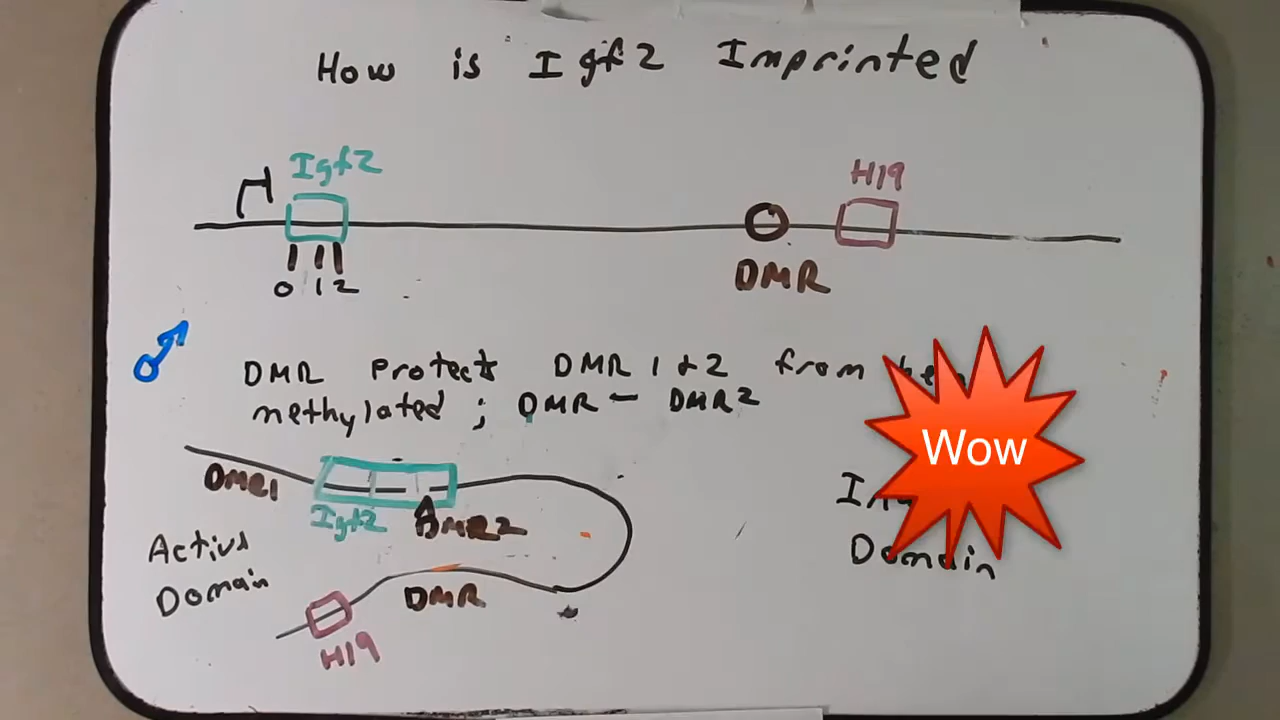 How is Igf2 Imprinted
Igf2
H19
0 1 2
DMR
DMR Protects DMR 1 & 2 from
methylated ; DMR - DMR2
Wow
DMR1
Igf2
DMR2
Active
Domain
Domain
DMR
H19